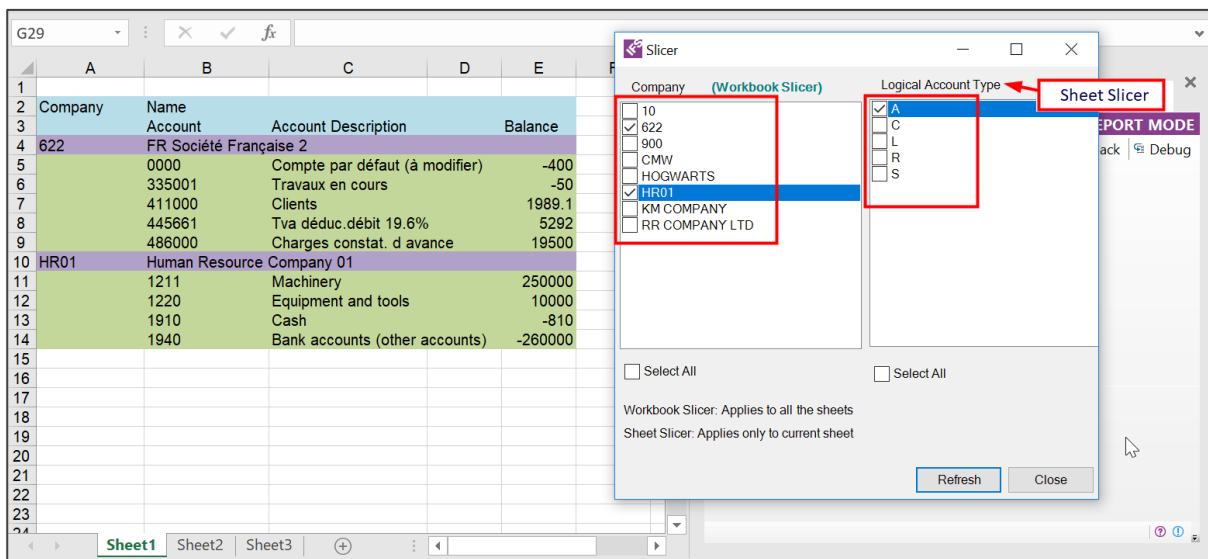 G29
fx
A B C D E F
1
2 Company Name
3 Account Account Description Balance
4 622 FR Société Française 2
5 0000 Compte par défaut (à modifier) -400
6 335001 Travaux en cours -50
7 411000 Clients 1989.1
8 445661 Tva déduc.débit 19.6% 5292
9 486000 Charges constat. d avance 19500
10 HR01 Human Resource Company 01
11 1211 Machinery 250000
12 1220 Equipment and tools 10000
13 1910 Cash -810
14 1940 Bank accounts (other accounts) -260000
15
16
17
18
19
20
21
22
23
24
Sheet1 Sheet2 Sheet3
IFS Slicer
Company (Workbook Slicer)
10
622
900
CMW
HOGWARTS
HR01
KM COMPANY
RR COMPANY LTD
Select All
Logical Account Type
A
C
L
R
S
Select All
Sheet Slicer
Workbook Slicer: Applies to all the sheets
Sheet Slicer: Applies only to current sheet
Refresh Close
EPORT MODE
ack Debug